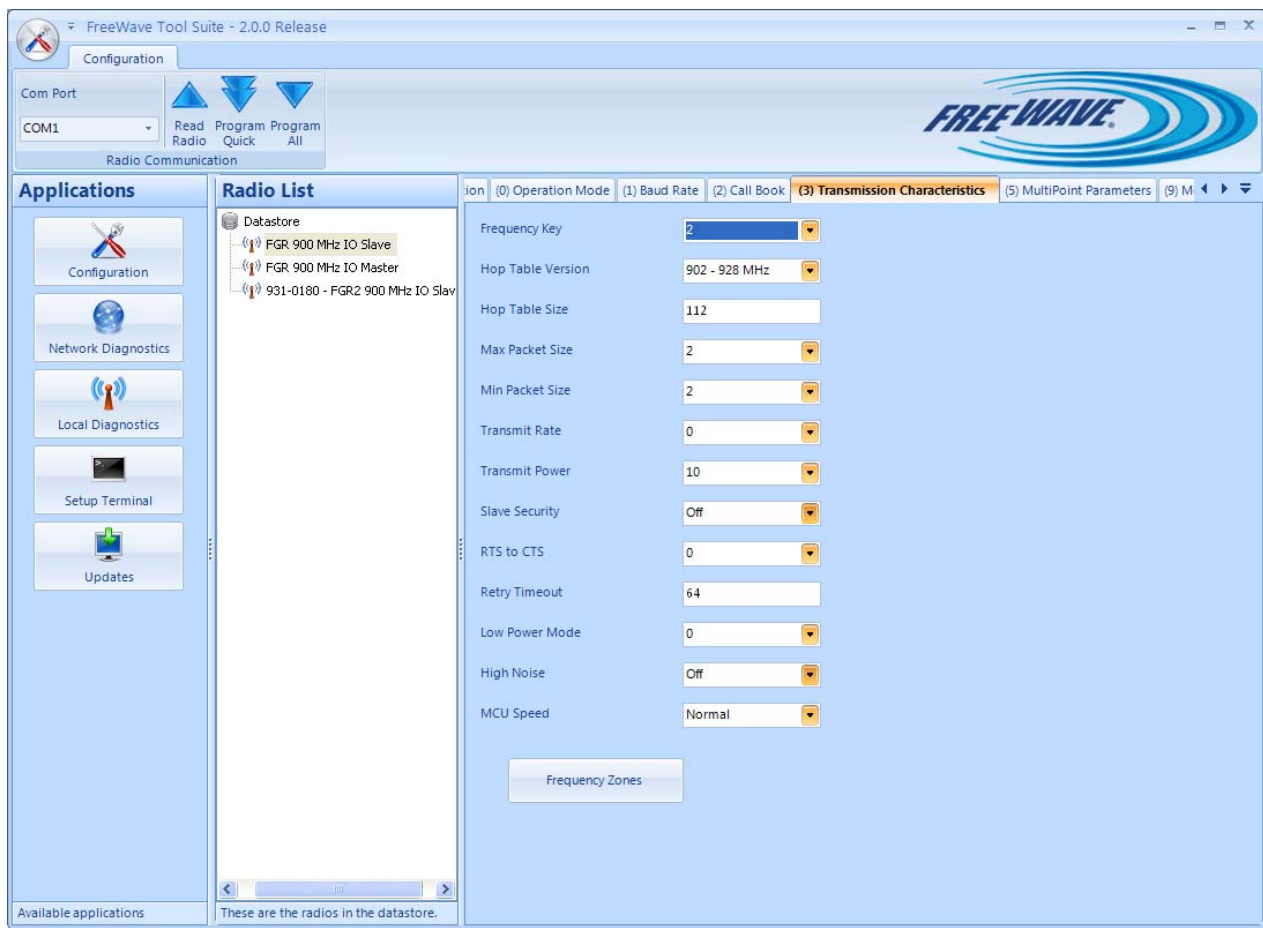 FreeWave Tool Suite - 2.0.0 Release
Configuration
Com Port
COM1
Read Radio
Program Quick
Program All
Radio Communication
FREEWAVE.
Applications
Configuration
Network Diagnostics
Local Diagnostics
Setup Terminal
Updates
Available applications
Radio List
Datastore
FGR 900 MHz IO Slave
FGR 900 MHz IO Master
931-0180 - FGR2 900 MHz IO Slav
These are the radios in the datastore.
ion (0) Operation Mode (1) Baud Rate (2) Call Book (3) Transmission Characteristics (5) MultiPoint Parameters (9) M
Frequency Key 2
Hop Table Version 902 - 928 MHz
Hop Table Size 112
Max Packet Size 2
Min Packet Size 2
Transmit Rate 0
Transmit Power 10
Slave Security Off
RTS to CTS 0
Retry Timeout 64
Low Power Mode 0
High Noise Off
MCU Speed Normal
Frequency Zones